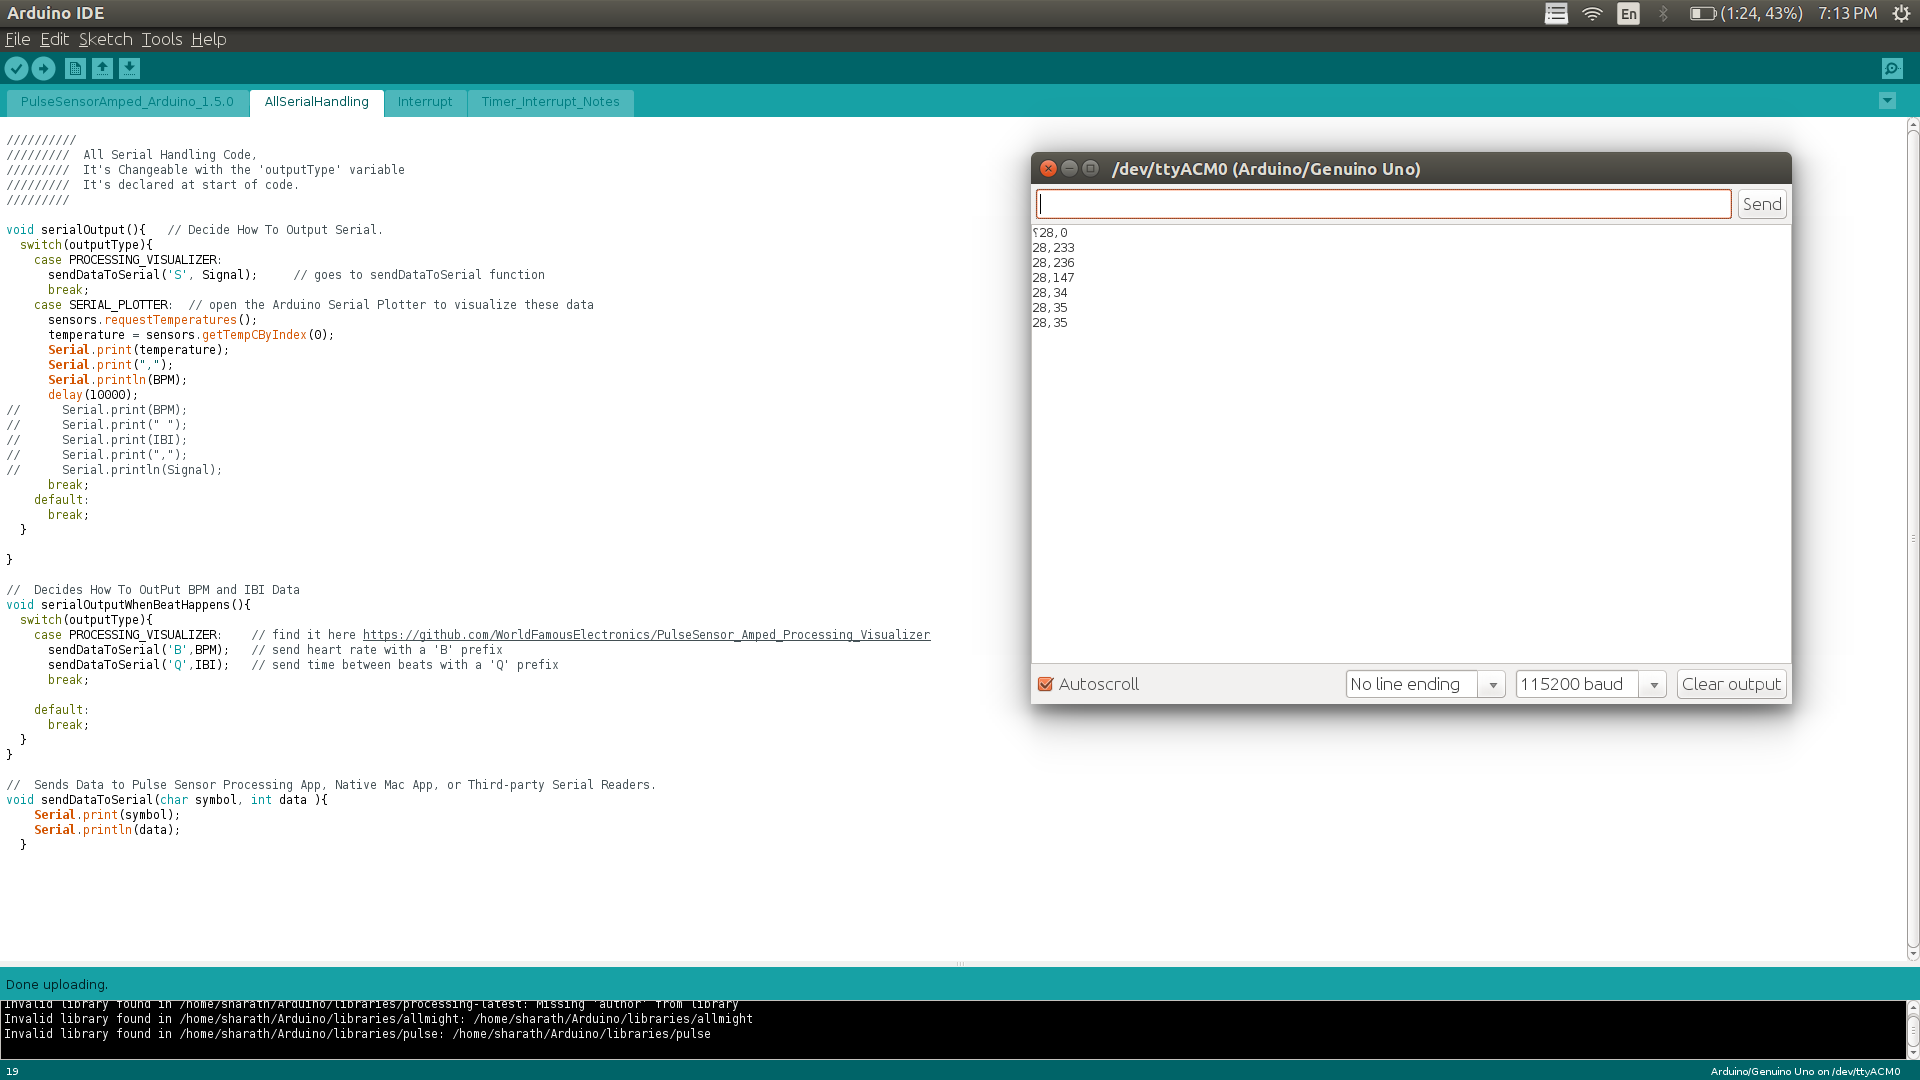 Arduino IDE
En
(1:24, 43%)
7:13 PM
File Edit Sketch Tools Help
PulseSensorAmped_Arduino_1.5.0
AllSerialHandling
Interrupt
Timer_Interrupt_Notes
//////////
///////// All Serial Handling Code,
///////// It's Changeable with the 'outputType' variable
///////// It's declared at start of code.
/////////
void serialOutput(){ // Decide How To Output Serial.
switch(outputType){
case PROCESSING_VISUALIZER:
sendDataToSerial('S', Signal); // goes to sendDataToSerial function
break;
case SERIAL_PLOTTER: // open the Arduino Serial Plotter to visualize these data
sensors.requestTemperatures();
temperature = sensors.getTempCByIndex(0);
Serial.print(temperature);
Serial.print(",");
Serial.println(BPM);
delay(10000);
// Serial.print(BPM);
// Serial.print(" ");
// Serial.print(IBI);
// Serial.print(",");
// Serial.println(Signal);
break;
default:
break;
}
}
// Decides How To OutPut BPM and IBI Data
void serialOutputWhenBeatHappens(){
switch(outputType){
case PROCESSING_VISUALIZER: // find it here https://github.com/WorldFamousElectronics/PulseSensor_Amped_Processing_Visualizer
sendDataToSerial('B',BPM); // send heart rate with a 'B' prefix
sendDataToSerial('Q',IBI); // send time between beats with a 'Q' prefix
break;
default:
break;
}
}
// Sends Data to Pulse Sensor Processing App, Native Mac App, or Third-party Serial Readers.
void sendDataToSerial(char symbol, int data ){
Serial.print(symbol);
Serial.println(data);
}
/dev/ttyACM0 (Arduino/Genuino Uno)
Send
⸮28,0
28,233
28,236
28,147
28,34
28,35
28,35
Autoscroll
No line ending
115200 baud
Clear output
Done uploading.
Invalid library found in /home/sharath/Arduino/libraries/processing-latest: Missing 'author' from library
Invalid library found in /home/sharath/Arduino/libraries/allmight: /home/sharath/Arduino/libraries/allmight
Invalid library found in /home/sharath/Arduino/libraries/pulse: /home/sharath/Arduino/libraries/pulse
19
Arduino/Genuino Uno on /dev/ttyACM0